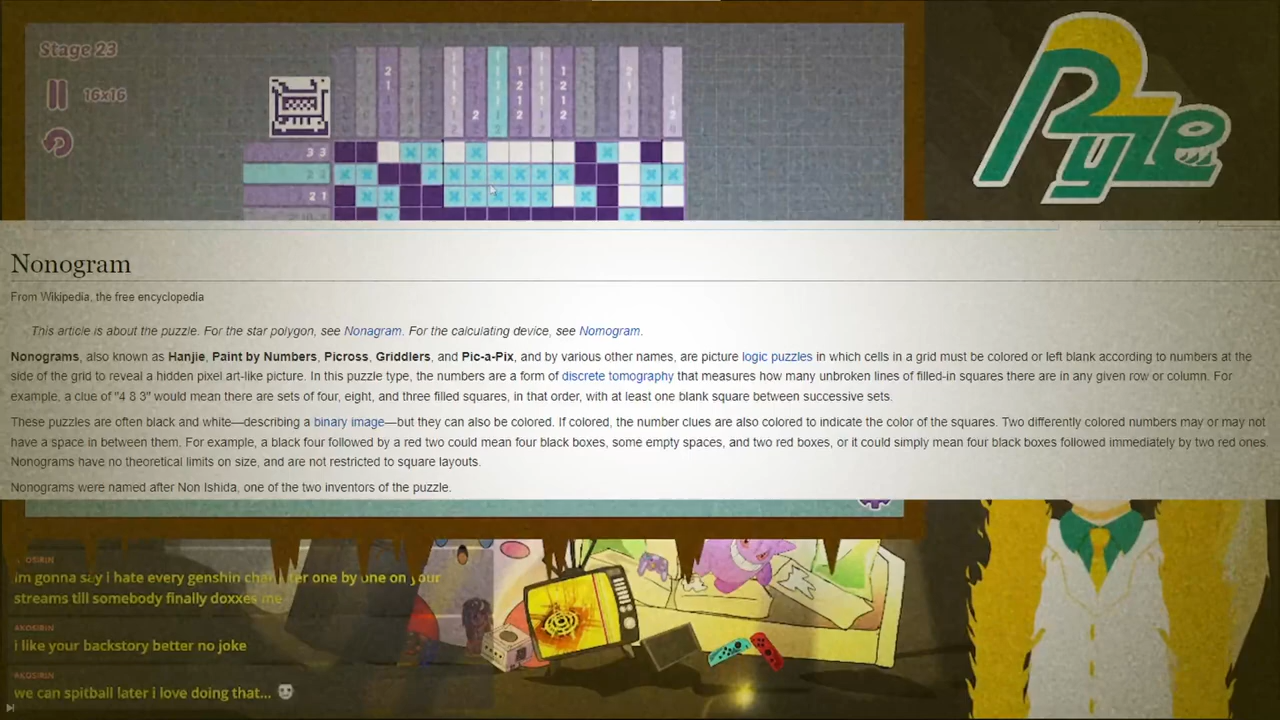 Stage 23
16x16
3 3
2 1
Nonogram
From Wikipedia, the free encyclopedia
This article is about the puzzle. For the star polygon, see Nonagram. For the calculating device, see Nomogram.
Nonograms, also known as Hanjie, Paint by Numbers, Picross, Griddlers, and Pic-a-Pix, and by various other names, are picture logic puzzles in which cells in a grid must be colored or left blank according to numbers at the
side of the grid to reveal a hidden pixel art-like picture. In this puzzle type, the numbers are a form of discrete tomography that measures how many unbroken lines of filled-in squares there are in any given row or column. For
example, a clue of "4 8 3" would mean there are sets of four, eight, and three filled squares, in that order, with at least one blank square between successive sets.
These puzzles are often black and white—describing a binary image—but they can also be colored. If colored, the number clues are also colored to indicate the color of the squares. Two differently colored numbers may or may not
have a space in between them. For example, a black four followed by a red two could mean four black boxes, some empty spaces, and two red boxes, or it could simply mean four black boxes followed immediately by two red ones.
Nonograms have no theoretical limits on size, and are not restricted to square layouts.
Nonograms were named after Non Ishida, one of the two inventors of the puzzle.
im gonna say i hate every genshin one by one on your
streams till somebody finally doxxes me
AKOSIRIN
i like your backstory better no joke
AKOSIRIN
we can spitball later i love doing that...